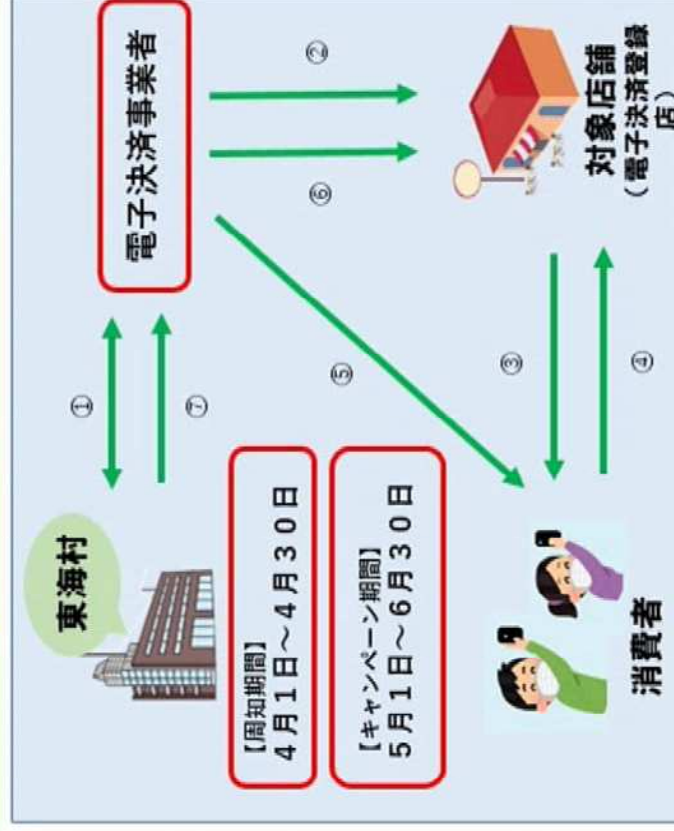 東海村
①
⑦
電子決済事業者
【周知期間】
4月1日~4月30日
【キャンペーン期間】
5月1日~6月30日
⑤
⑥
②
③
④
消費者
対象店舗
(電子決済登録
店)